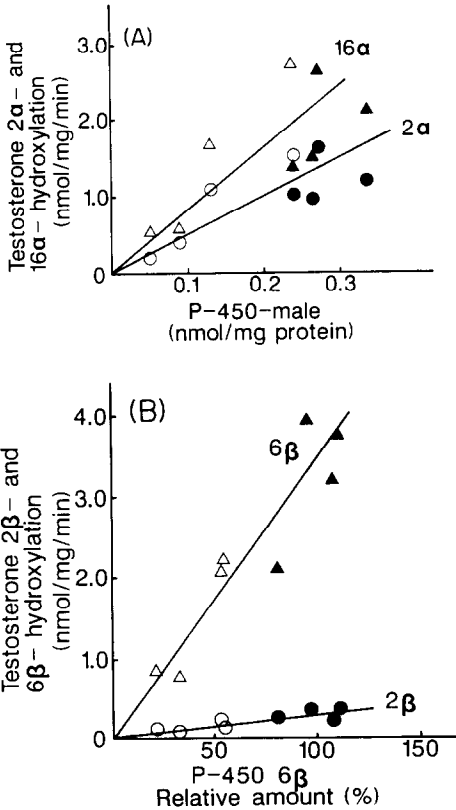 (A)
Testosterone 2α- and
16α- hydroxylation
(nmol/mg/min)
3.0
2.0
1.0
0
16α
2α
0.1 0.2 0.3
P-450-male
(nmol/mg protein)
(B)
Testosterone 2β- and
6β- hydroxylation
(nmol/mg/min)
4.0
3.0
2.0
1.0
0
6β
2β
50 100 150
P-450 6β
Relative amount (%)